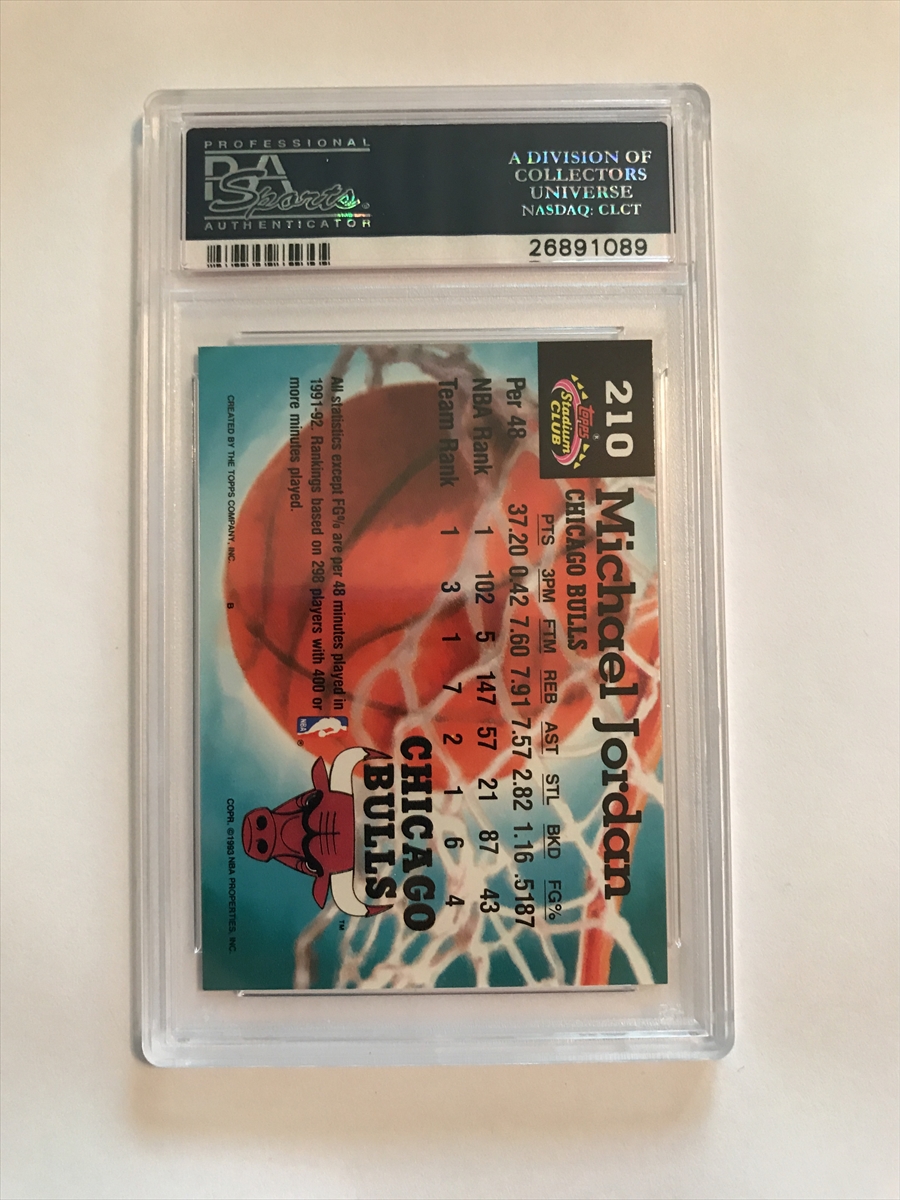 PROFESSIONAL
PSA
Sports
AUTHENTICATOR
A DIVISION OF
COLLECTORS
UNIVERSE
NASDAQ: CLCT
26891089
210
topps®
Stadium
CLUB
Michael Jordan
CHICAGO BULLS
PTS 3PM FTM REB AST STL BKD FG%
Per 48 37.20 0.42 7.60 7.91 7.57 2.82 1.16 .5187
NBA Rank 1 102 5 147 57 21 87 43
Team Rank 1 3 1 7 2 1 6 4
CHICAGO
BULLS
TM
All statistics except FG% are per 48 minutes played in
1991-92. Rankings based on 298 players with 400 or
more minutes played.
NBA
®
CREATED BY THE TOPPS COMPANY, INC.
B
COPR. ©1993 NBA PROPERTIES, INC.